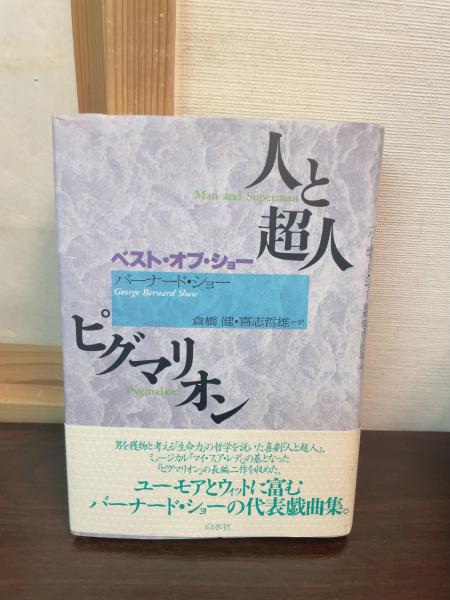 人と
Man and Superman
超人
ベスト・オブ・ショー
バーナード・ショー
George Bernard Shaw
倉橋 健・喜志哲雄=訳
ピグマリオン
Pygmalion
男を獲物と考える「生命力」の哲学を説いた喜劇『人と超人』、
ミュージカル『マイ・フェア・レディ』の基となった
『ピグマリオン』の長編二作を収めた、
ユーモアとウィットに富む
バーナード・ショーの代表戯曲集。
白水社